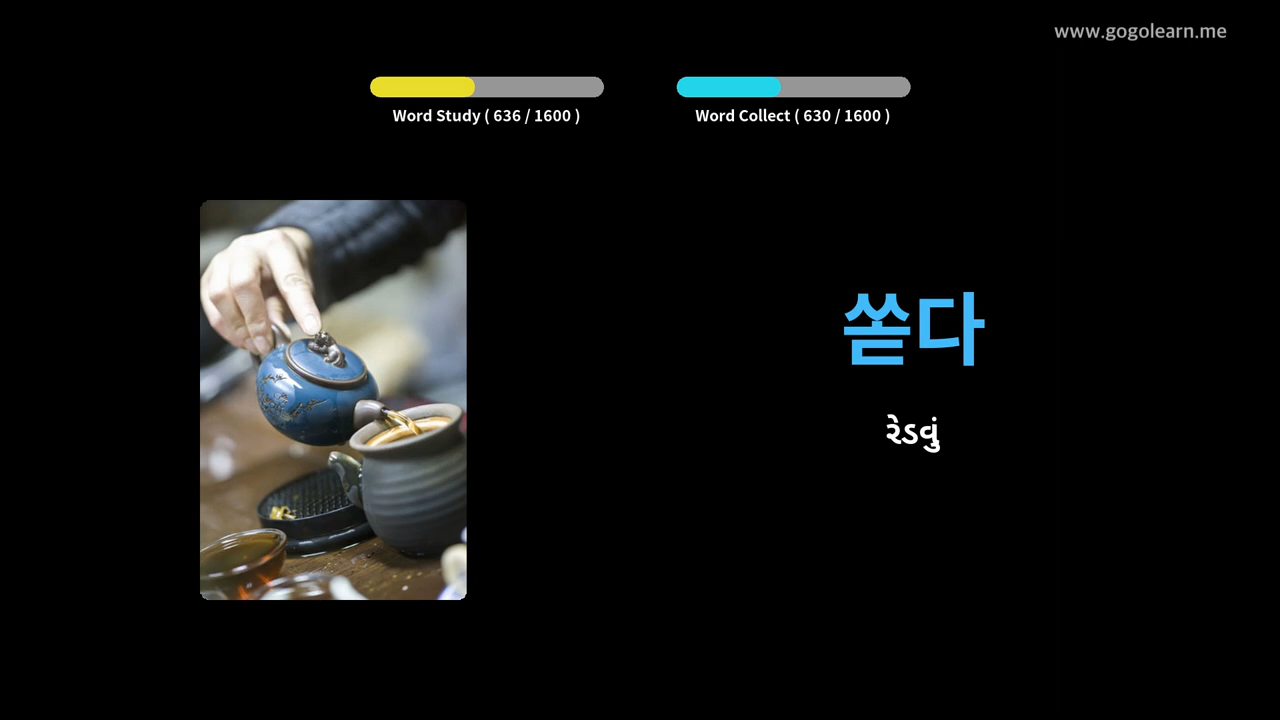 www.gogolearn.me
Word Study ( 636 / 1600 )
Word Collect ( 630 / 1600 )
쏟다
રેડવું